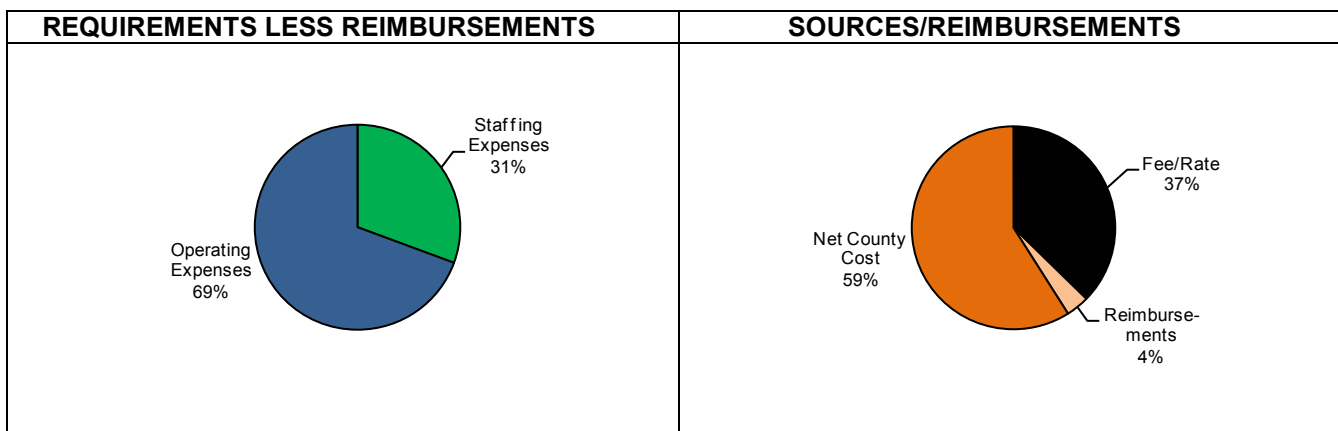 REQUIREMENTS LESS REIMBURSEMENTS
SOURCES/REIMBURSEMENTS
Staffing
Expenses
31%
Operating
Expenses
69%
Fee/Rate
37%
Net County
Cost
59%
Reimburse-
ments
4%